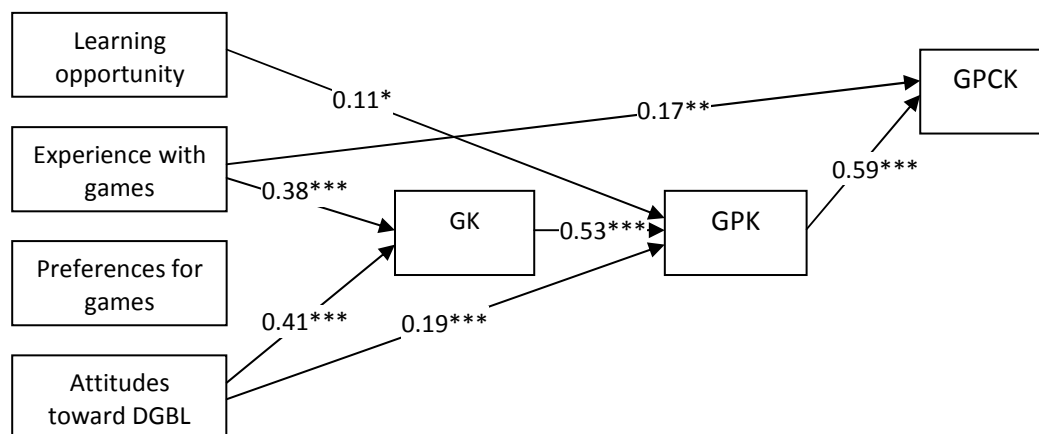 Learning
opportunity
GPCK
0.11*
0.17**
Experience with
games
0.59***
0.38***
GK
GPK
0.53***
Preferences for
games
0.41***
0.19***
Attitudes
toward DGBL